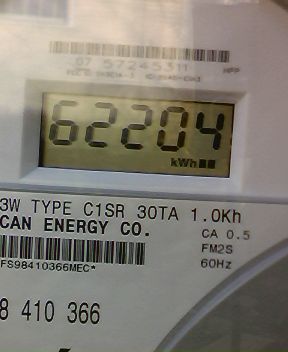 07 57245311
62204
kWh
3W TYPE C1SR 30TA 1.0Kh
CAN ENERGY CO.
CA 0.5
FM2S
60Hz
FS98410366MEC*
8 410 366